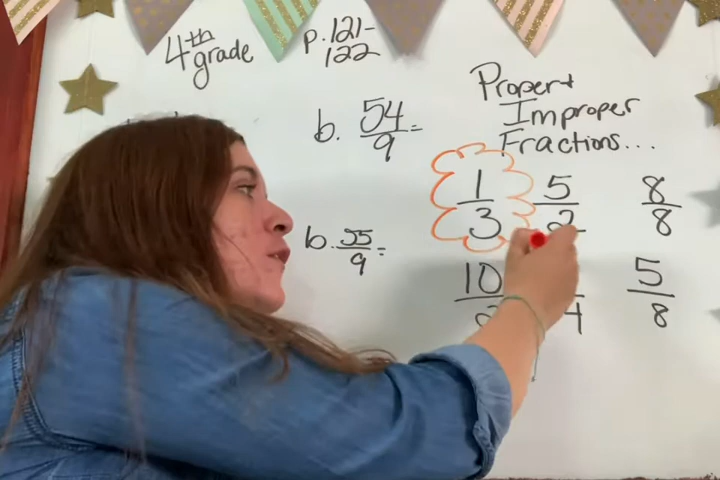 4th grade
p. 121-
122
Proper +
Improper
Fractions...
b. 54/9 =
1/3 5/2 8/8
b. 35/9 =
10 4 5/8